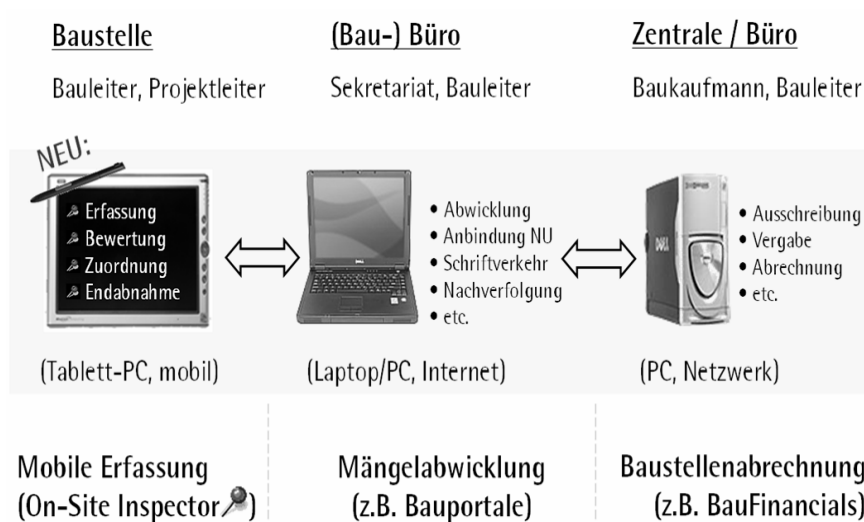 Baustelle
Bauleiter, Projektleiter
(Bau-) Büro
Sekretariat, Bauleiter
Zentrale / Büro
Baukaufmann, Bauleiter
NEU:
Erfassung
Bewertung
Zuordnung
Endabnahme
(Tablett-PC, mobil)
• Abwicklung
• Anbindung NU
• Schriftverkehr
• Nachverfolgung
• etc.
(Laptop/PC, Internet)
DELL
• Ausschreibung
• Vergabe
• Abrechnung
• etc.
(PC, Netzwerk)
Mobile Erfassung
(On-Site Inspector)
Mängelabwicklung
(z.B. Bauportale)
Baustellenabrechnung
(z.B. BauFinancials)